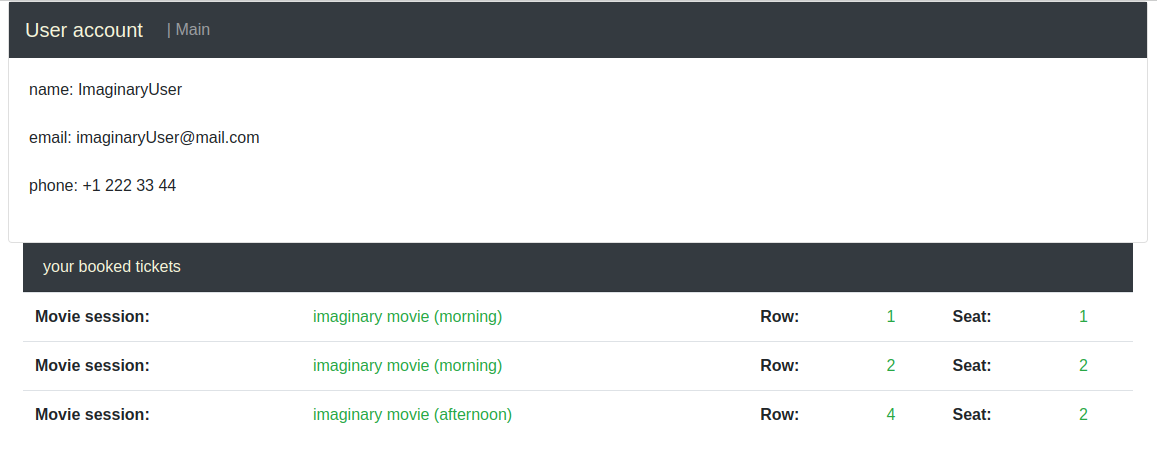 User account | Main
name: ImaginaryUser
email: imaginaryUser@mail.com
phone: +1 222 33 44
your booked tickets
Movie session: imaginary movie (morning) Row: 1 Seat: 1
Movie session: imaginary movie (morning) Row: 2 Seat: 2
Movie session: imaginary movie (afternoon) Row: 4 Seat: 2